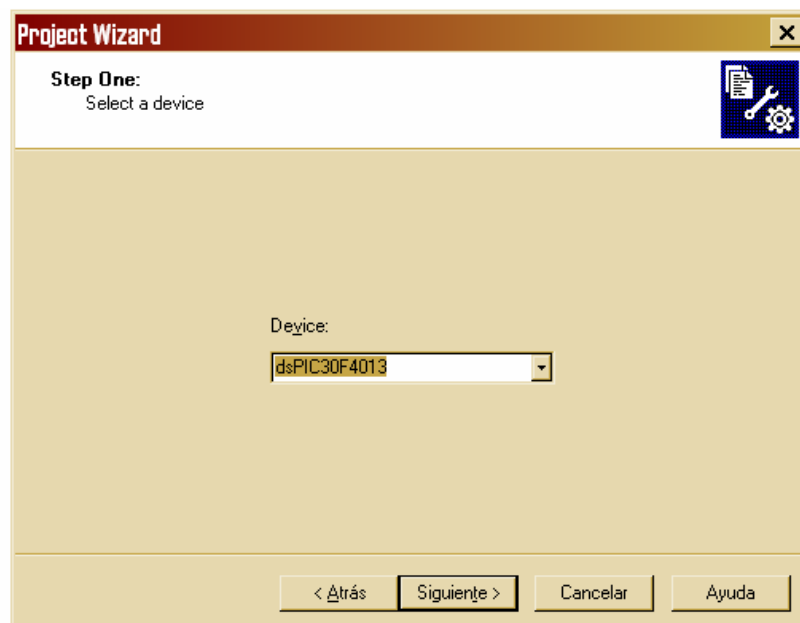 Project Wizard
Step One:
Select a device
Device:
dsPIC30F4013
< Atrás
Siguiente >
Cancelar
Ayuda